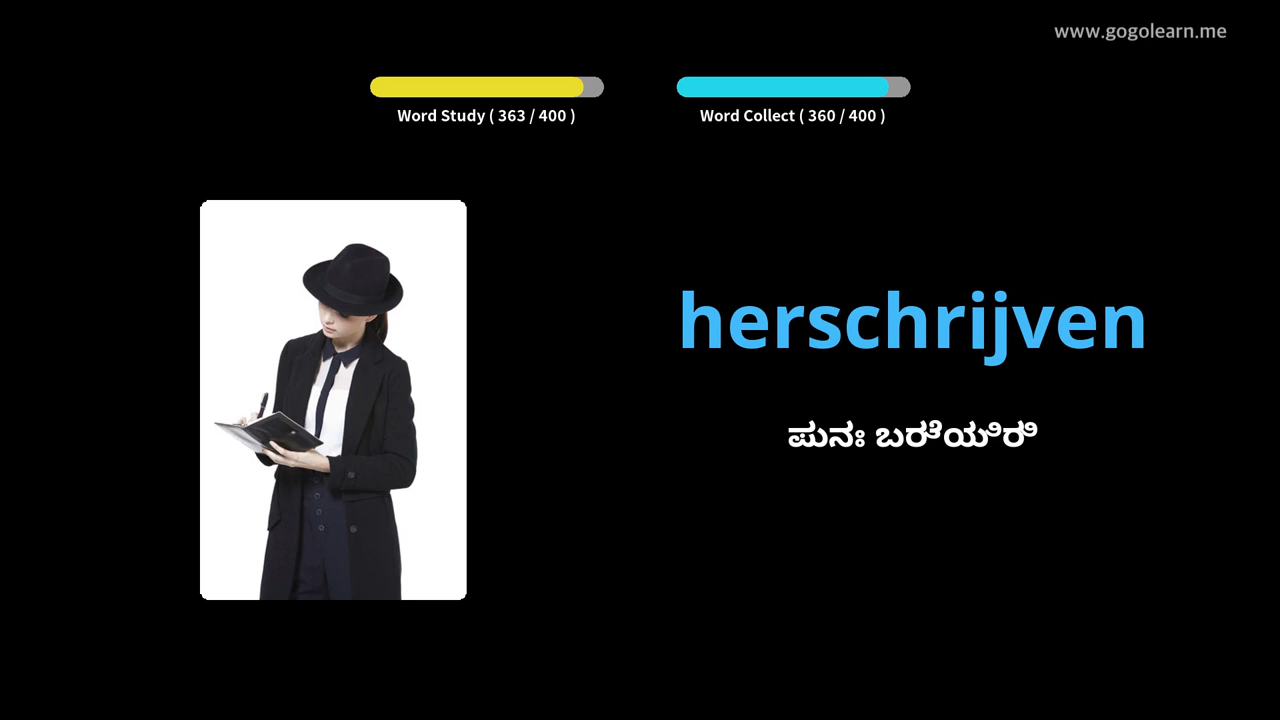 www.gogolearn.me
Word Study ( 363 / 400 )
Word Collect ( 360 / 400 )
herschrijven
ಪುನಃ ಬರೆಯಿರಿ